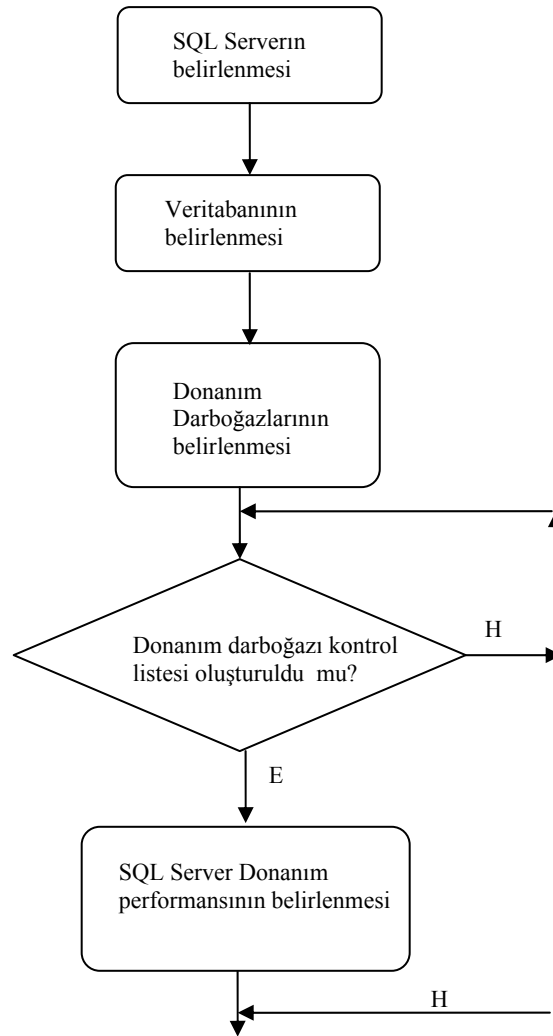 SQL Serverın
belirlenmesi
Veritabanının
belirlenmesi
Donanım
Darboğazlarının
belirlenmesi
Donanım darboğazı kontrol
listesi oluşturuldu mu?
H
E
SQL Server Donanım
performansının belirlenmesi
H